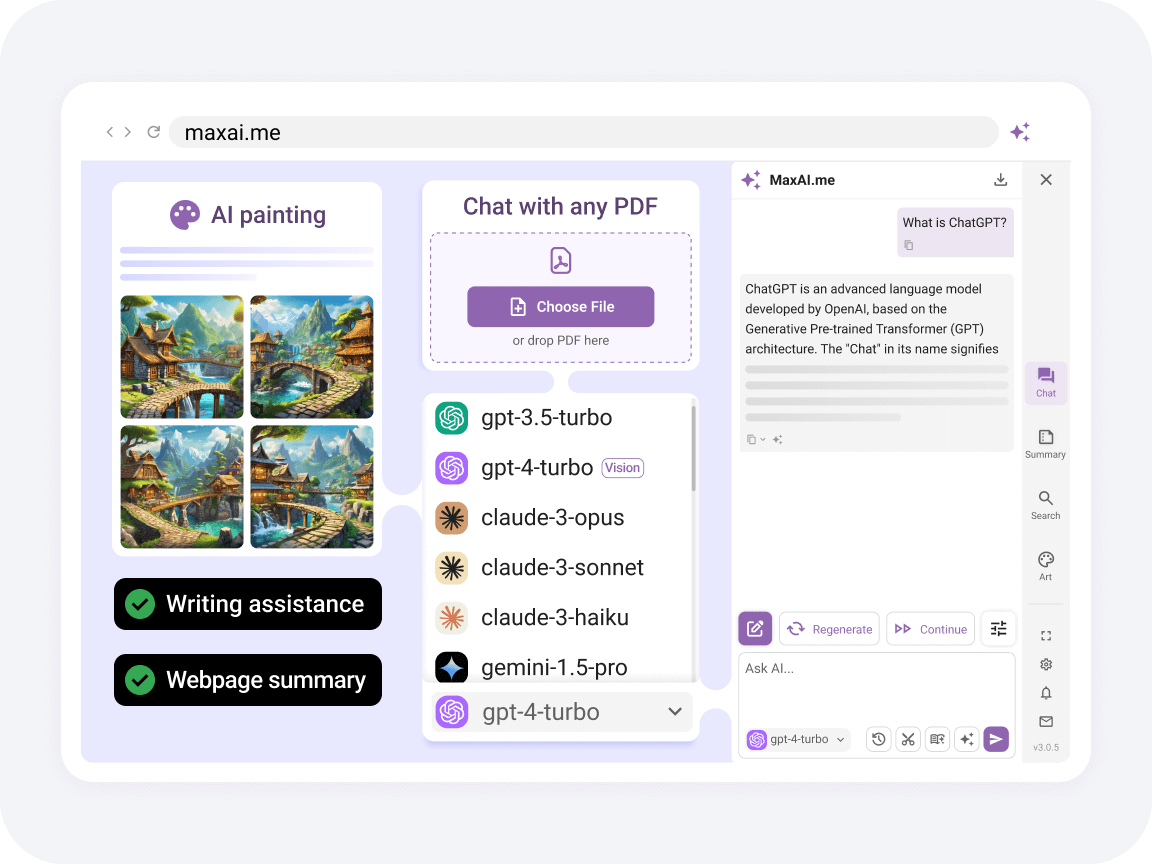 maxai.me
AI painting
Writing assistance
Webpage summary
Chat with any PDF
Choose File
or drop PDF here
gpt-3.5-turbo
gpt-4-turbo Vision
claude-3-opus
claude-3-sonnet
claude-3-haiku
gemini-1.5-pro
gpt-4-turbo
MaxAI.me
What is ChatGPT?
ChatGPT is an advanced language model
developed by OpenAI, based on the
Generative Pre-trained Transformer (GPT)
architecture. The "Chat" in its name signifies
Regenerate
Continue
Ask AI...
gpt-4-turbo
Chat
Summary
Search
Art
v3.0.5